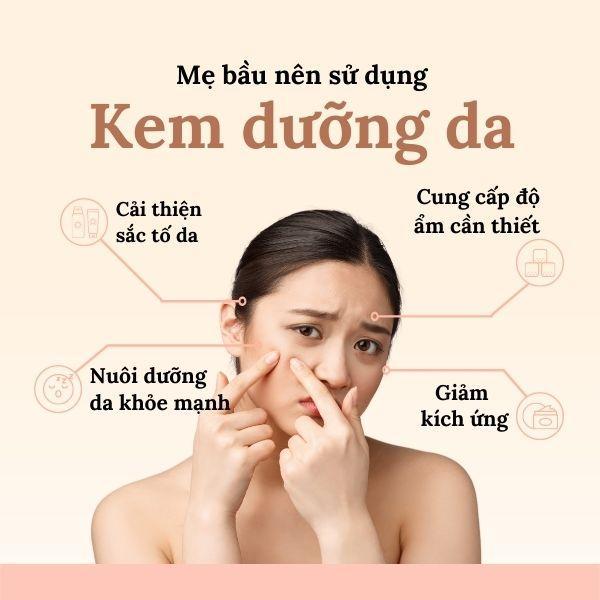 Mẹ bầu nên sử dụng
Kem dưỡng da
Cải thiện
sắc tố da
Cung cấp độ
ẩm cần thiết
Nuôi dưỡng
da khỏe mạnh
Giảm
kích ứng